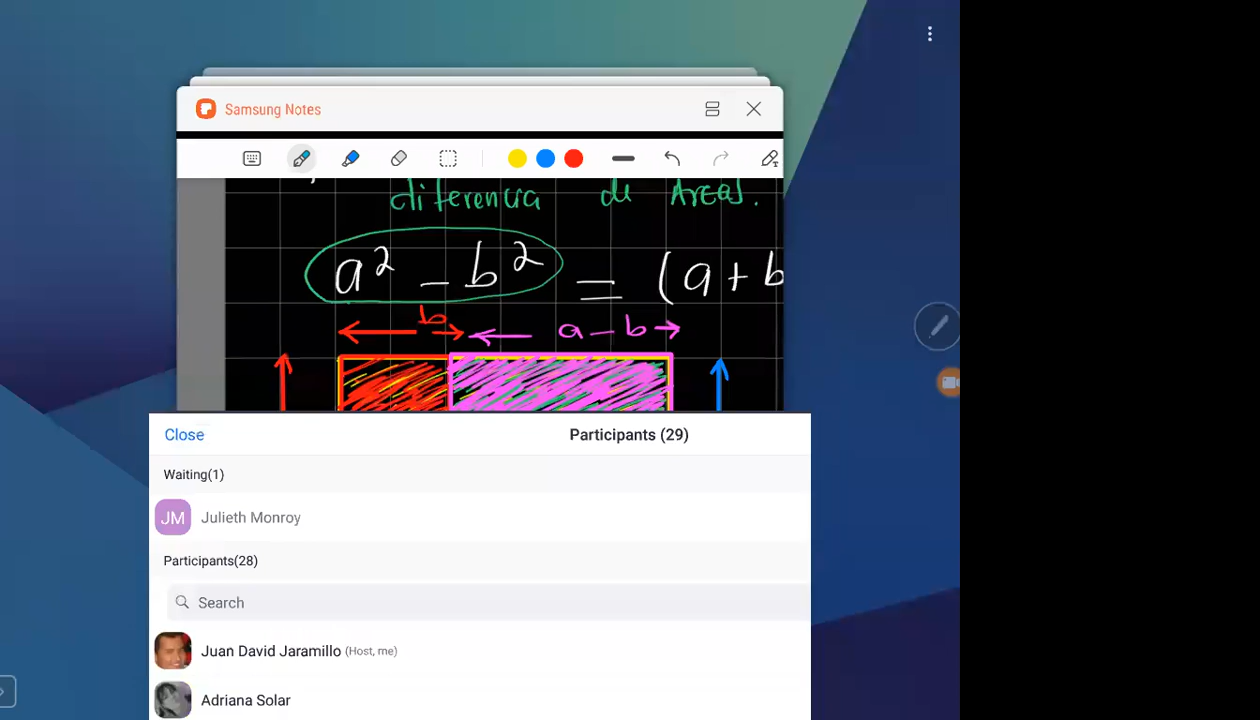 Samsung Notes
diferencia de Areas.
a² - b² = (a + b
b a - b
Close Participants (29)
Waiting(1)
JM Julieth Monroy
Participants(28)
Search
Juan David Jaramillo (Host, me)
Adriana Solar